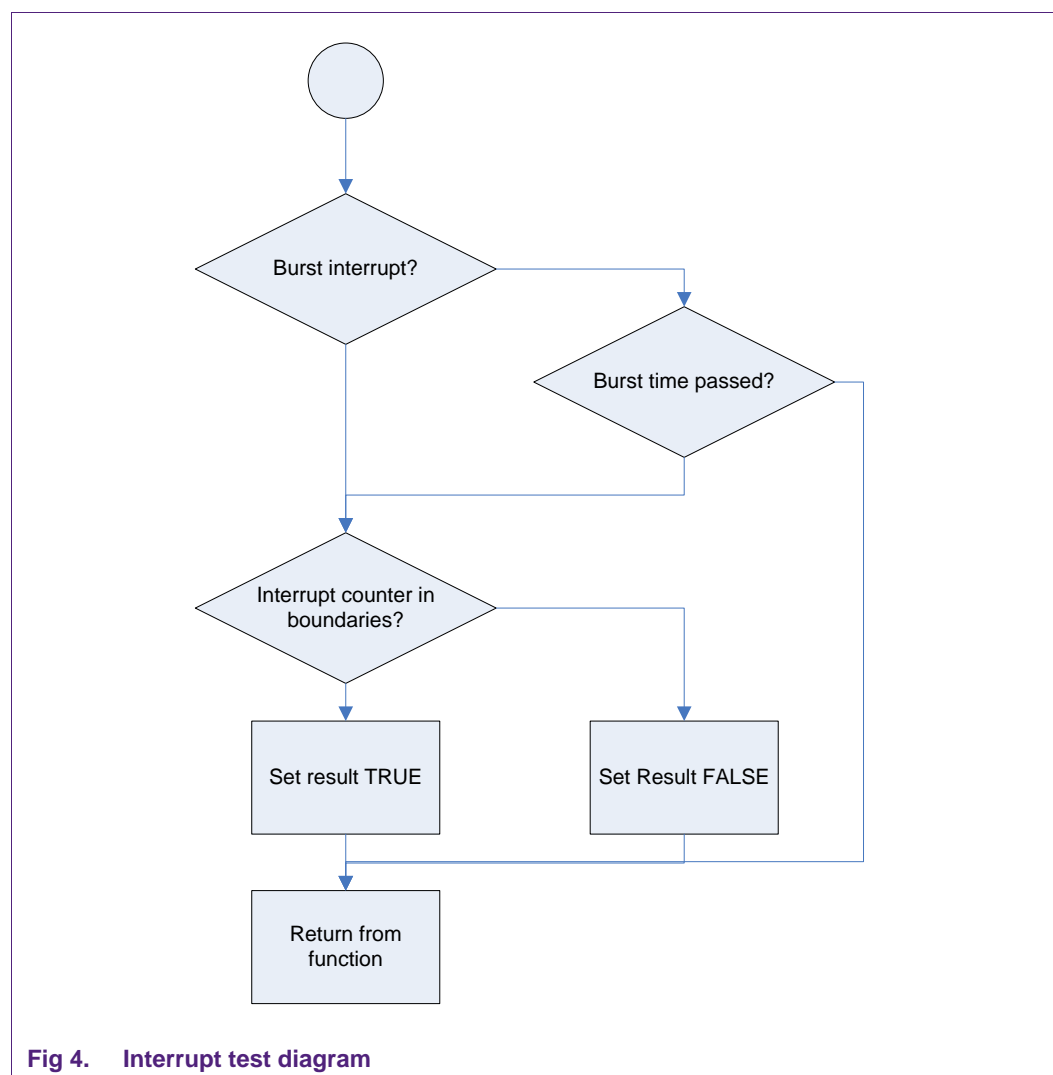 Burst interrupt?
Burst time passed?
Interrupt counter in
boundaries?
Set result TRUE
Set Result FALSE
Return from
function
Fig 4. Interrupt test diagram